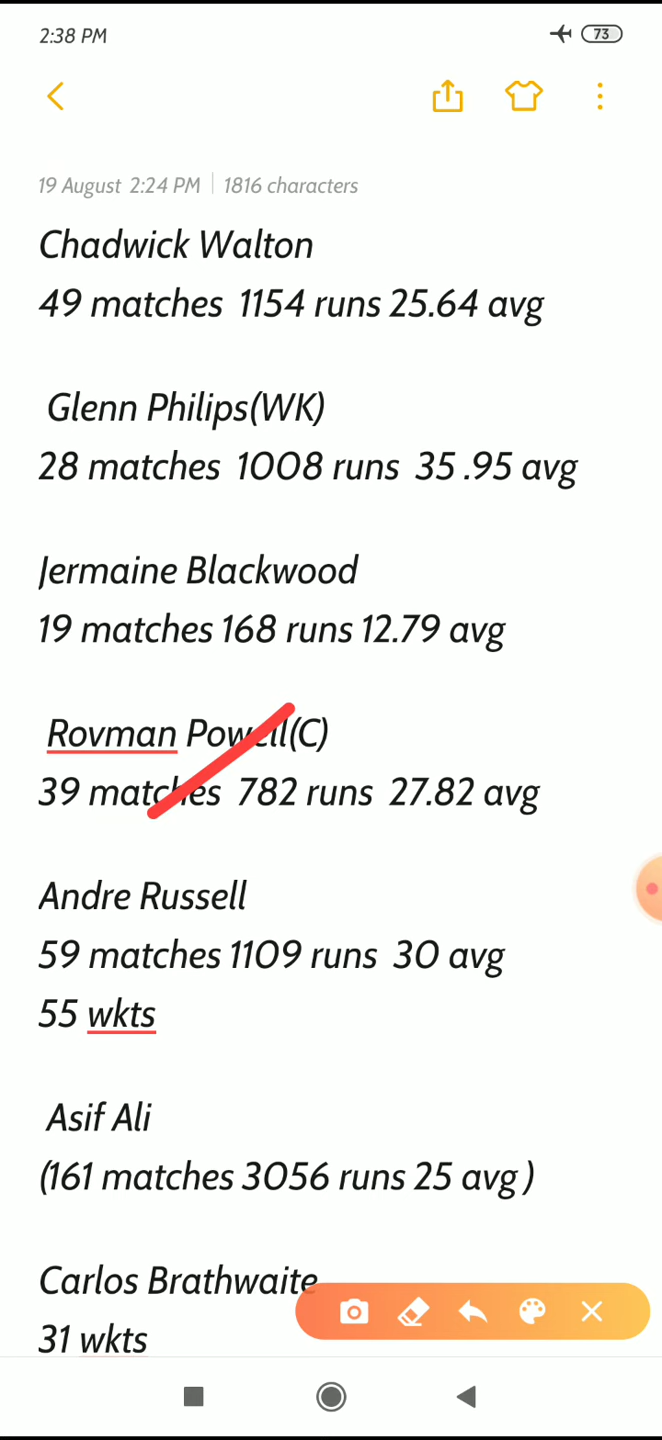 2:38 PM
73
19 August 2:24 PM | 1816 characters
Chadwick Walton
49 matches 1154 runs 25.64 avg
Glenn Philips(WK)
28 matches 1008 runs 35 .95 avg
Jermaine Blackwood
19 matches 168 runs 12.79 avg
Rovman Powell(C)
39 matches 782 runs 27.82 avg
Andre Russell
59 matches 1109 runs 30 avg
55 wkts
Asif Ali
(161 matches 3056 runs 25 avg )
Carlos Brathwaite
31 wkts